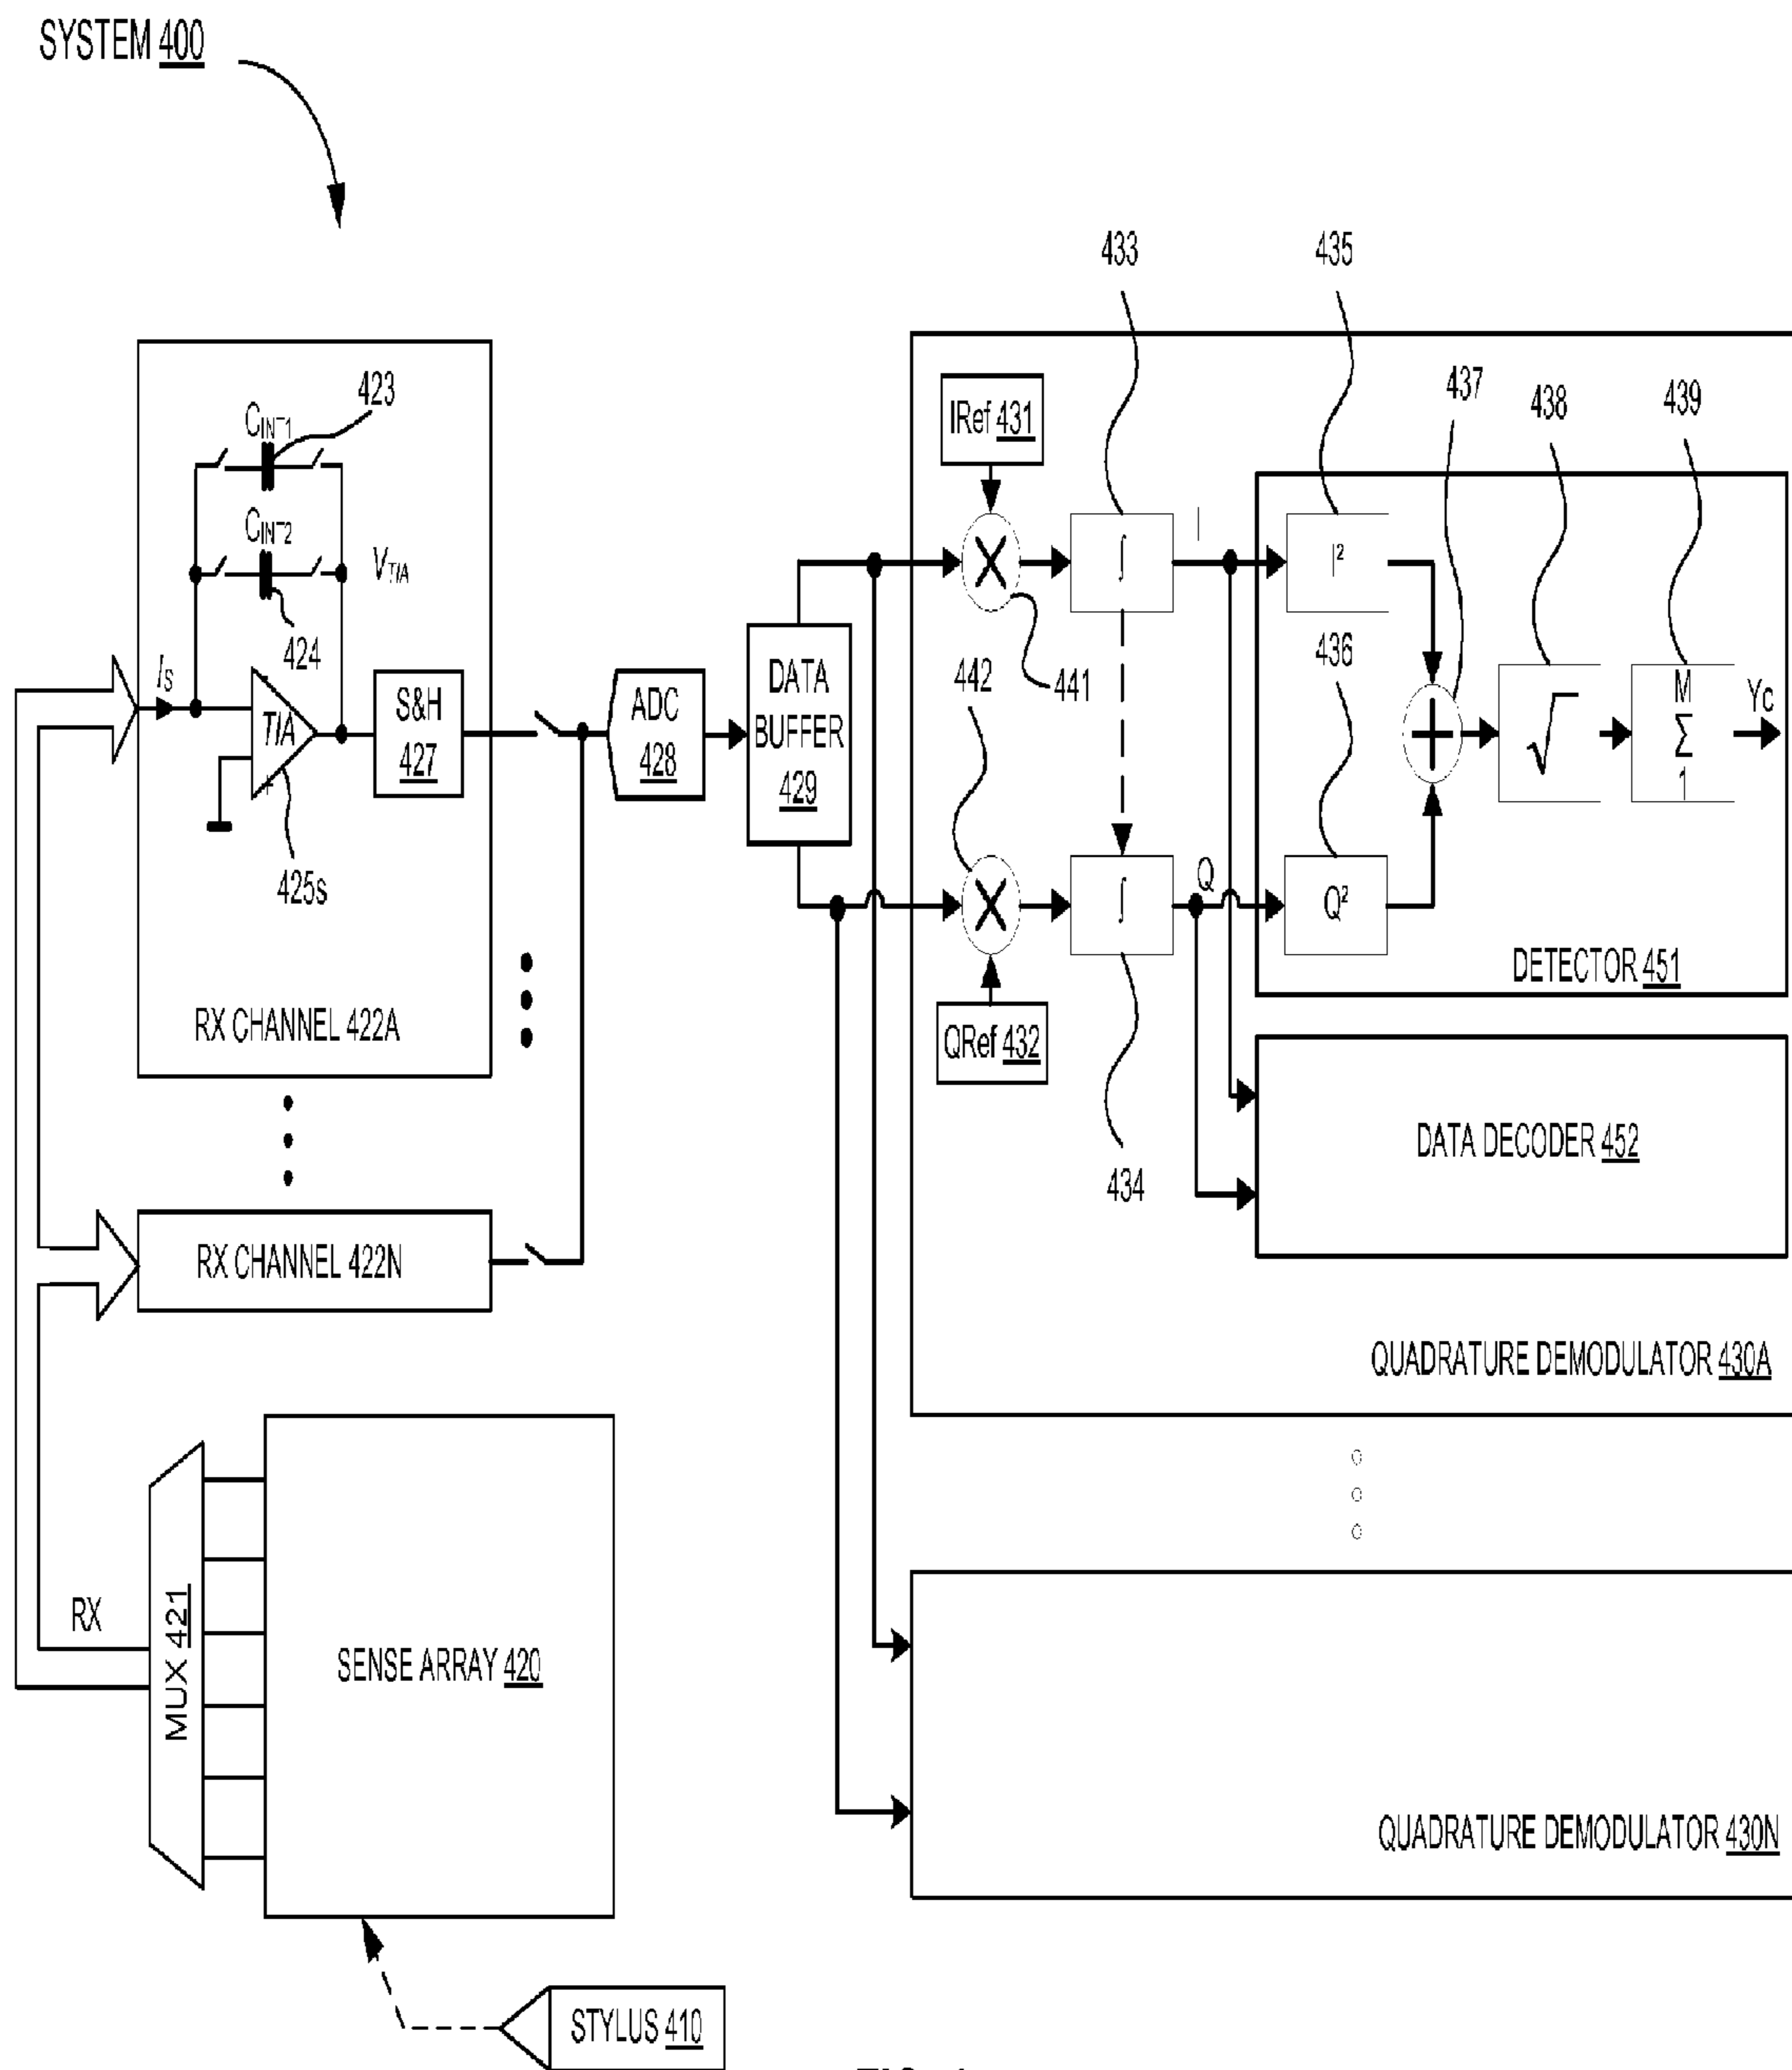 SYSTEM 400
433
435
437
438
439
423
CINT1
CINT2
VTIA
424
IS
-
TIA
+
425s
S&H
427
RX CHANNEL 422A
RX CHANNEL 422N
ADC
428
DATA
BUFFER
429
IRef 431
X
441
442
X
QRef 432
∫
∫
434
I
Q
I²
436
Q²
+
√
M
Σ
1
Yc
DETECTOR 451
DATA DECODER 452
QUADRATURE DEMODULATOR 430A
QUADRATURE DEMODULATOR 430N
RX
MUX 421
SENSE ARRAY 420
STYLUS 410